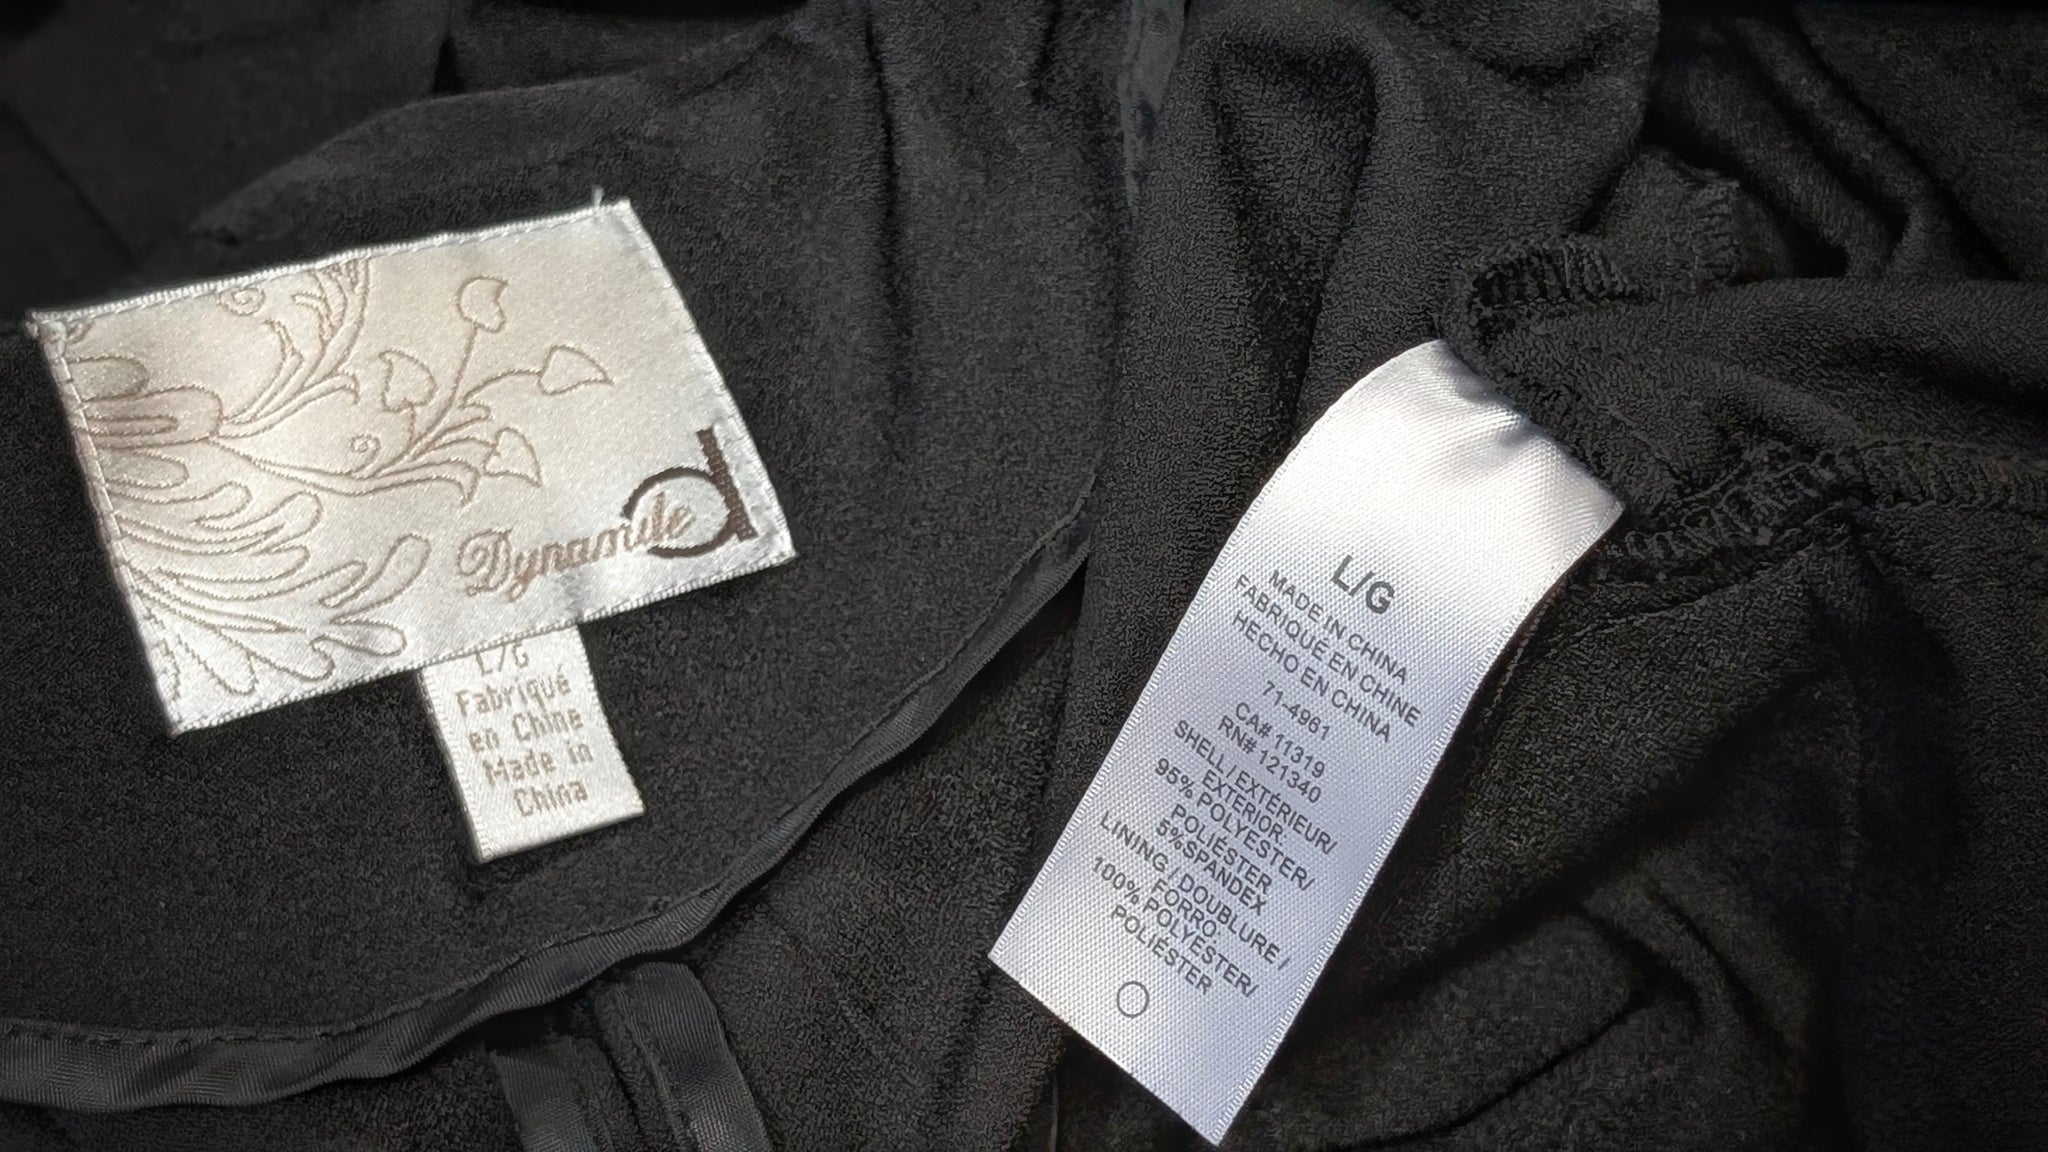 Dynamite
d
L/G
Fabriqué
en Chine
Made in
China
L/G
MADE IN CHINA
FABRIQUÉ EN CHINE
HECHO EN CHINA
71-4961
CA# 11319
RN# 121340
SHELL / EXTÉRIEUR/
EXTERIOR
95% POLYESTER/
POLIÉSTER
5%SPANDEX
LINING / DOUBLURE /
FORRO
100% POLYESTER/
POLIÉSTER